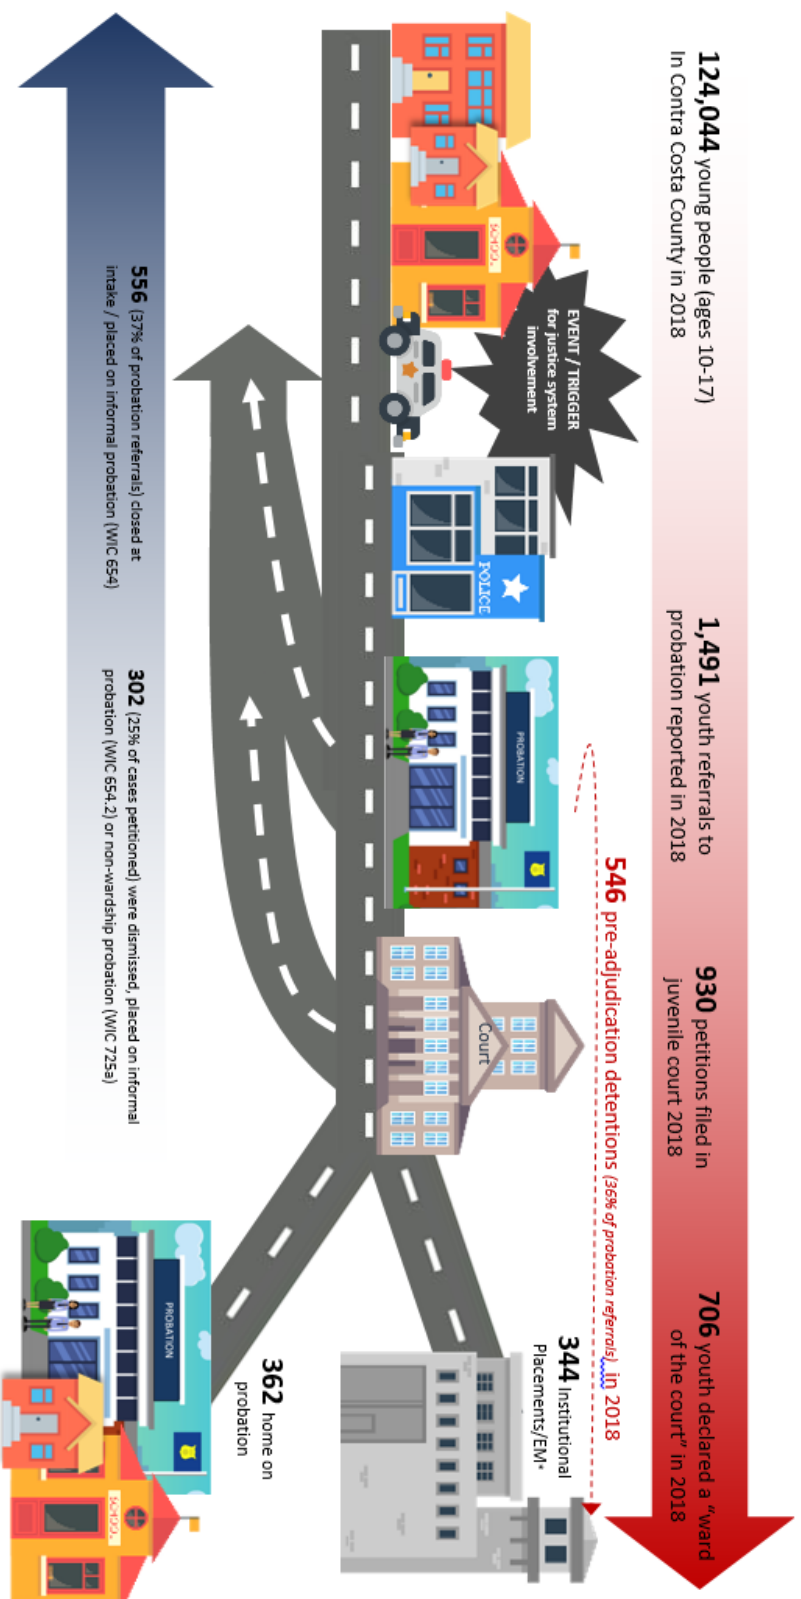 124,044 young people (ages 10-17)
In Contra Costa County in 2018
1,491 youth referrals to
probation reported in 2018
930 petitions filed in
juvenile court 2018
706 youth declared a “ward
of the court” in 2018
546 pre-adjudication detentions (36% of probation referrals) in 2018
EVENT / TRIGGER
for justice system
involvement
SCHOOL
POLICE
PROBATION
Court
344 Institutional
Placements/EM*
362 home on
probation
PROBATION
SCHOOL
556 (37% of probation referrals) closed at
intake / placed on informal probation (WIC 654)
302 (25% of cases petitioned) were dismissed, placed on informal
probation (WIC 654.2) or non-wardship probation (WIC 725a)